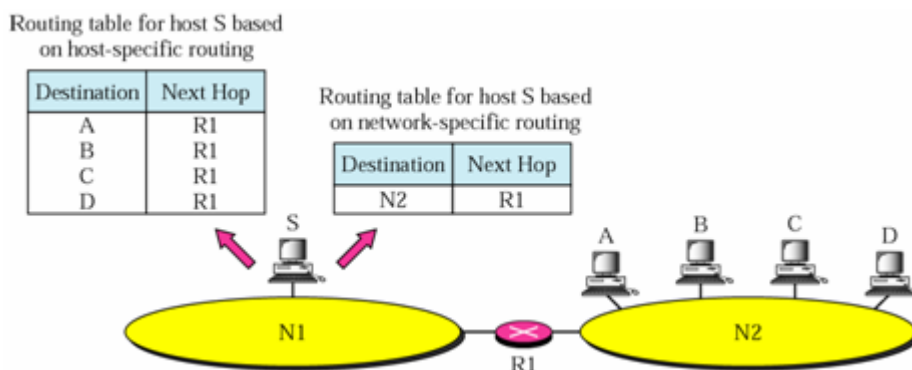 Routing table for host S based
on host-specific routing
Destination Next Hop
A R1
B R1
C R1
D R1
Routing table for host S based
on network-specific routing
Destination Next Hop
N2 R1
S
A
B
C
D
N1
R1
N2